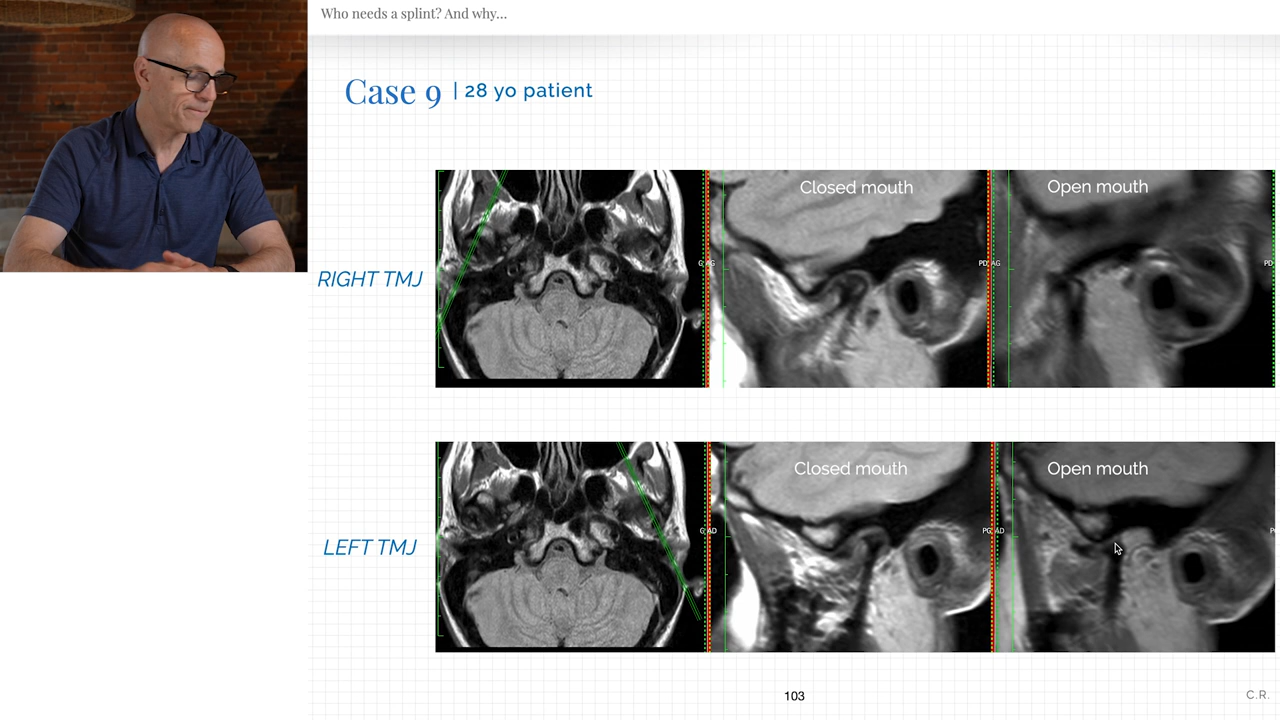 Who needs a splint? And why...
Case 9 | 28 yo patient
Closed mouth
Open mouth
RIGHT TMJ
Closed mouth
Open mouth
LEFT TMJ
103
C.R.